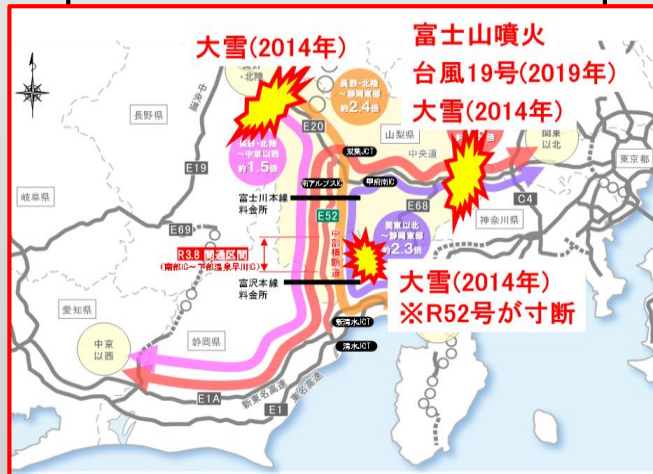 大雪(2014年)
富士山噴火
台風19号(2019年)
大雪(2014年)
長野・北陸
～静岡東部
約2.4倍
・北陸
長野県
中央道
E20
山梨県
関東
以北
東京都
長野・北陸
～中京以西
約1.5倍
双葉JCT
中央道
E19
南アルプスIC
甲府南IC
岐阜県
富士川本線
料金所
E68
C4
神奈川県
E52
中部横断道
関東以北
～静岡東部
約2.3倍
E69
R3.8 開通区間
(南部IC～下部温泉早川IC)
大雪(2014年)
※R52号が寸断
富沢本線
料金所
愛知県
静岡県
新清水JCT
中京
以西
清水JCT
E1A
新東名高速
E1
東名高速